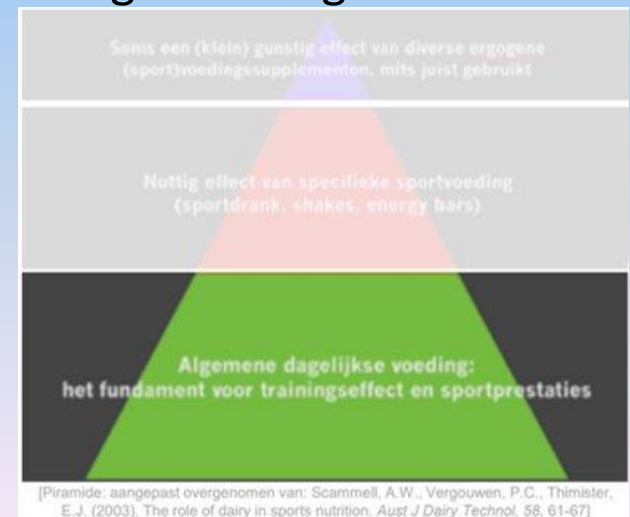 Soms een (klein) gunstig effect van diverse ergogene
(sport)voedingssupplementen, mits juist gebruikt
Nuttig effect van specifieke sportvoeding
(sportdrank, shakes, energy bars)
Algemene dagelijkse voeding:
het fundament voor trainingseffect en sportprestaties
[Piramide: aangepast overgenomen van: Scammell, A.W., Vergouwen, P.C., Thimister,
E.J. (2003). The role of dairy in sports nutrition. Aust J Dairy Technol, 58, 61-67]